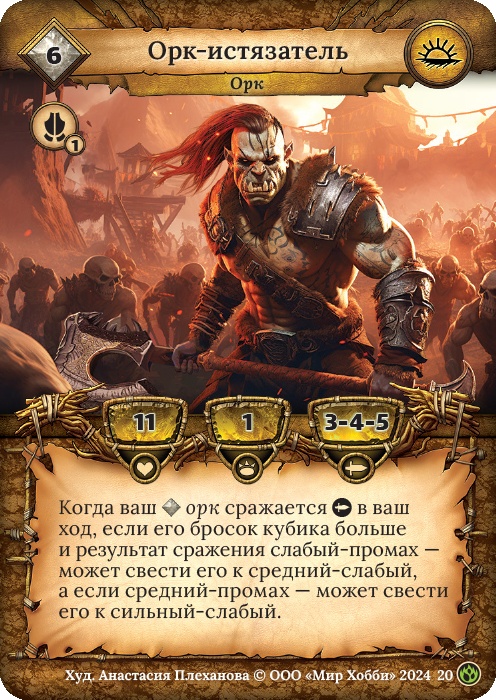 6
Орк-истязатель
Орк
1
11
1
3-4-5
Когда ваш орк сражается в ваш
ход, если его бросок кубика больше
и результат сражения слабый-промах —
может свести его к средний-слабый,
а если средний-промах — может свести
его к сильный-слабый.
Худ. Анастасия Плеханова © ООО «Мир Хобби» 2024 20